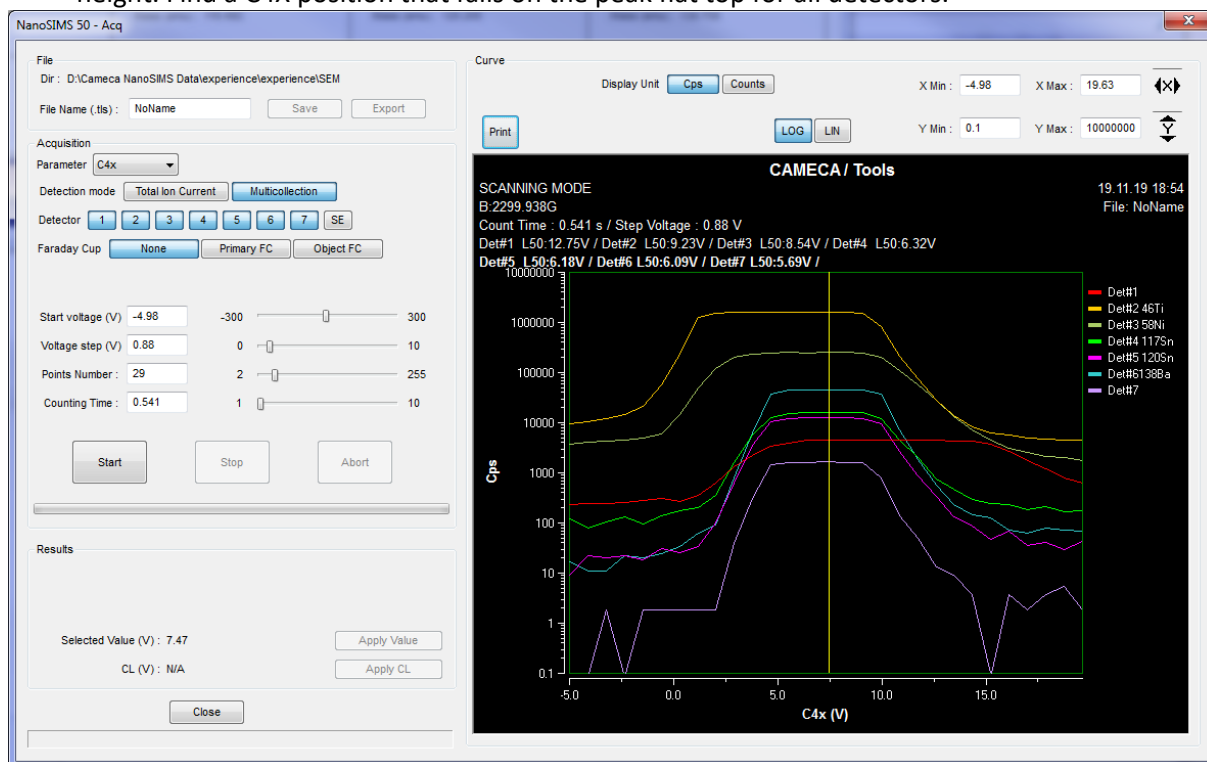 height. Find a C4X position that falls on the peak flat top for all detectors.
NanoSIMS 50 - Acq
File
Dir : D:\Cameca NanoSIMS Data\experience\experience\SEM
File Name (.tls) : NoName Save Export
Acquisition
Parameter C4x
Detection mode Total Ion Current Multicollection
Detector 1 2 3 4 5 6 7 SE
Faraday Cup None Primary FC Object FC
Start voltage (V) -4.98 -300 300
Voltage step (V) 0.88 0 10
Points Number : 29 2 255
Counting Time : 0.541 1 10
Start Stop Abort
Results
Selected Value (V) : 7.47 Apply Value
CL (V) : N/A Apply CL
Close
Curve
Display Unit Cps Counts X Min : -4.98 X Max : 19.63
Print LOG LIN Y Min : 0.1 Y Max : 10000000
CAMECA / Tools
SCANNING MODE 19.11.19 18:54
B:2299.938G File: NoName
Count Time : 0.541 s / Step Voltage : 0.88 V
Det#1 L50:12.75V / Det#2 L50:9.23V / Det#3 L50:8.54V / Det#4 L50:6.32V
Det#5 L50:6.18V / Det#6 L50:6.09V / Det#7 L50:5.69V /
10000000
1000000
100000
10000
1000
100
10
1
0.1
Cps
-5.0 0.0 5.0 10.0 15.0
C4x (V)
Det#1
Det#2 46Ti
Det#3 58Ni
Det#4 117Sn
Det#5 120Sn
Det#6138Ba
Det#7